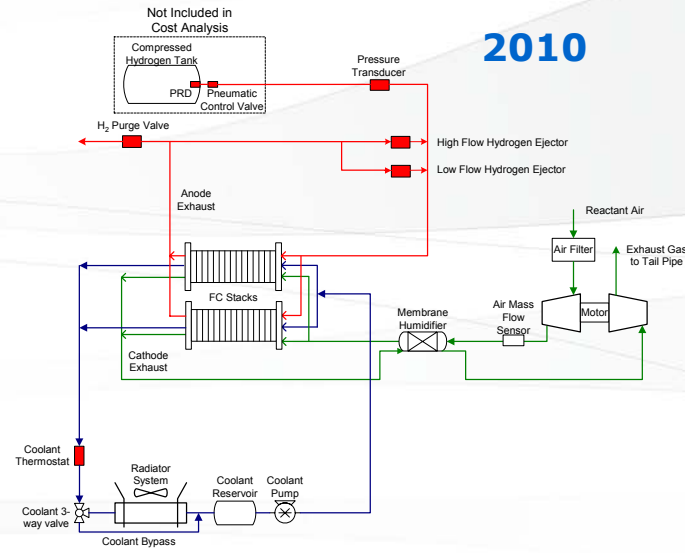 Not Included in
Cost Analysis
2010
Compressed
Hydrogen Tank
PRD
Pneumatic
Control Valve
Pressure
Transducer
H2 Purge Valve
High Flow Hydrogen Ejector
Low Flow Hydrogen Ejector
Anode
Exhaust
Reactant Air
Air Filter
Exhaust Gas
to Tail Pipe
FC Stacks
Membrane
Humidifier
Air Mass
Flow
Sensor
Motor
Cathode
Exhaust
Coolant
Thermostat
Radiator
System
Coolant
Reservoir
Coolant
Pump
Coolant 3-
way valve
Coolant Bypass